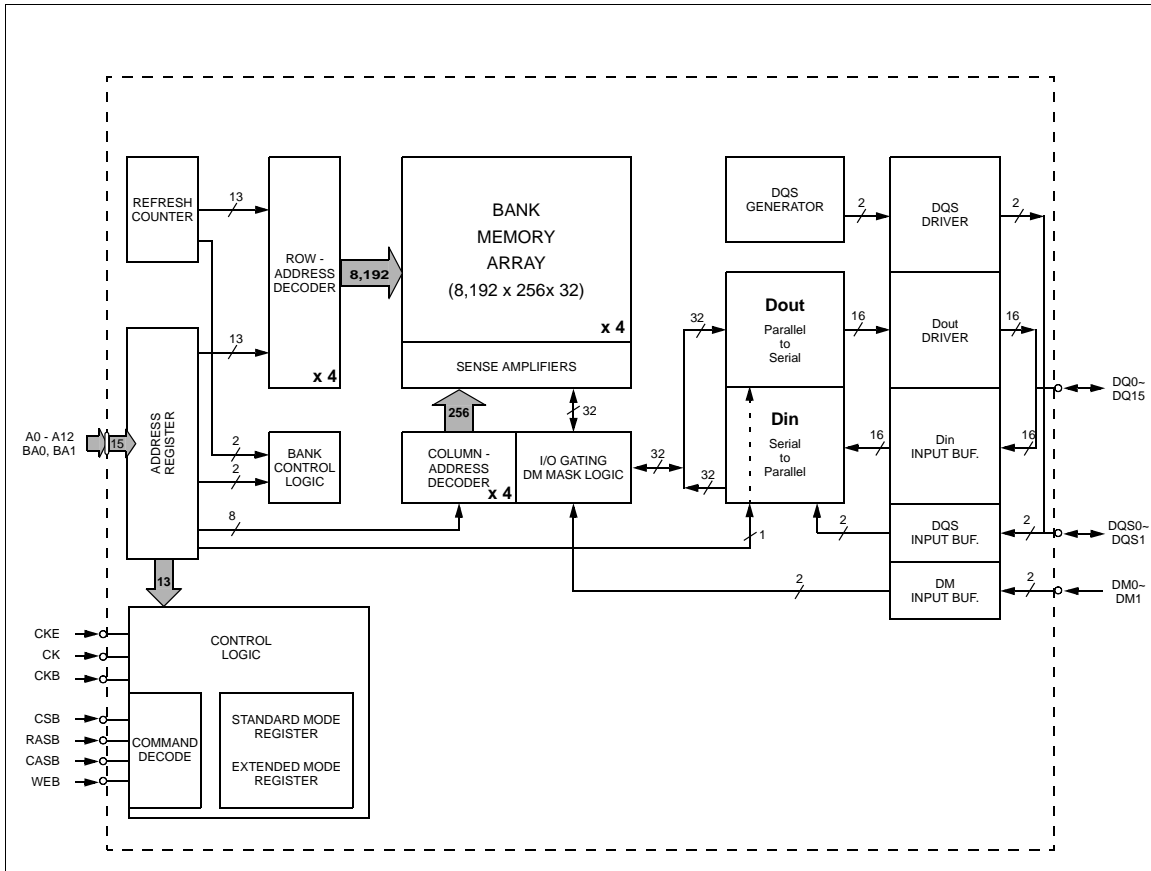 REFRESH
COUNTER
13
ROW -
ADDRESS
DECODER
x 4
8,192
BANK
MEMORY
ARRAY
(8,192 x 256x 32)
x 4
SENSE AMPLIFIERS
DQS
GENERATOR
2
DQS
DRIVER
2
Dout
Parallel
to
Serial
32
16
Dout
DRIVER
16
13
A0 - A12
BA0, BA1
15
ADDRESS
REGISTER
2
2
BANK
CONTROL
LOGIC
256
32
COLUMN -
ADDRESS
DECODER
x 4
I/O GATING
DM MASK LOGIC
32
32
Din
Serial
to
Parallel
16
Din
INPUT BUF.
16
DQ0~
DQ15
8
1
2
DQS
INPUT BUF.
2
DQS0~
DQS1
2
DM
INPUT BUF.
2
DM0~
DM1
13
CONTROL
LOGIC
CKE
CK
CKB
CSB
RASB
CASB
WEB
COMMAND
DECODE
STANDARD MODE
REGISTER
EXTENDED MODE
REGISTER